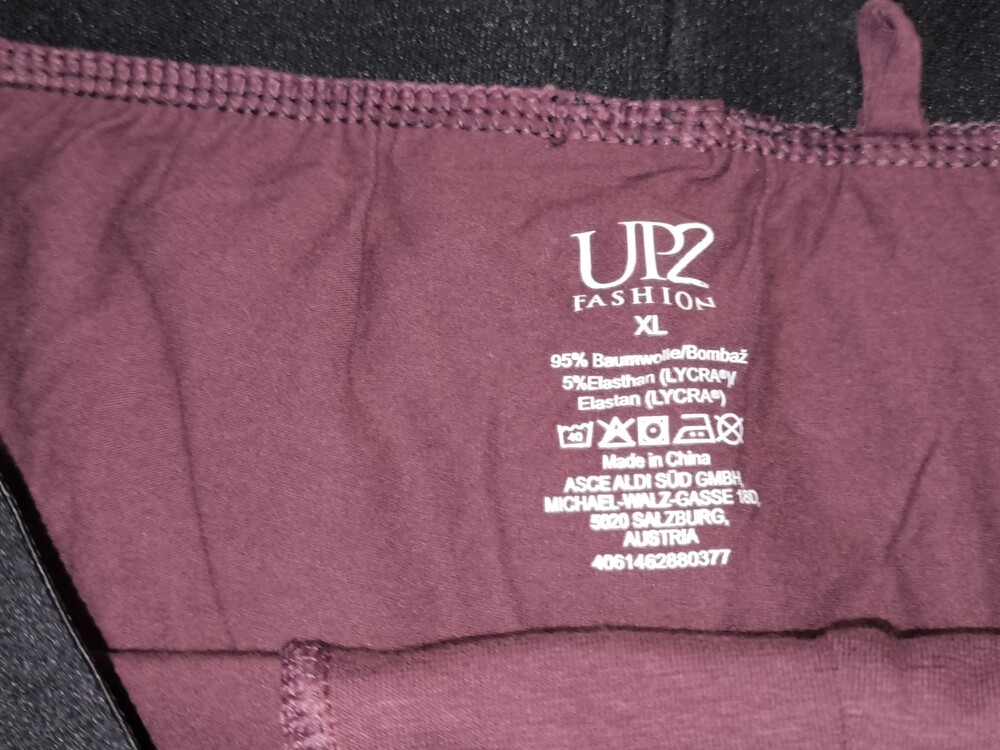 UP2
FASHION
XL
95% Baumwolle/Bombaž
5%Elasthan (LYCRA®)/
Elastan (LYCRA®)
40
Made in China
ASCE ALDI SÜD GMBH,
MICHAEL-WALZ-GASSE 18D,
5020 SALZBURG,
AUSTRIA
4061462880377